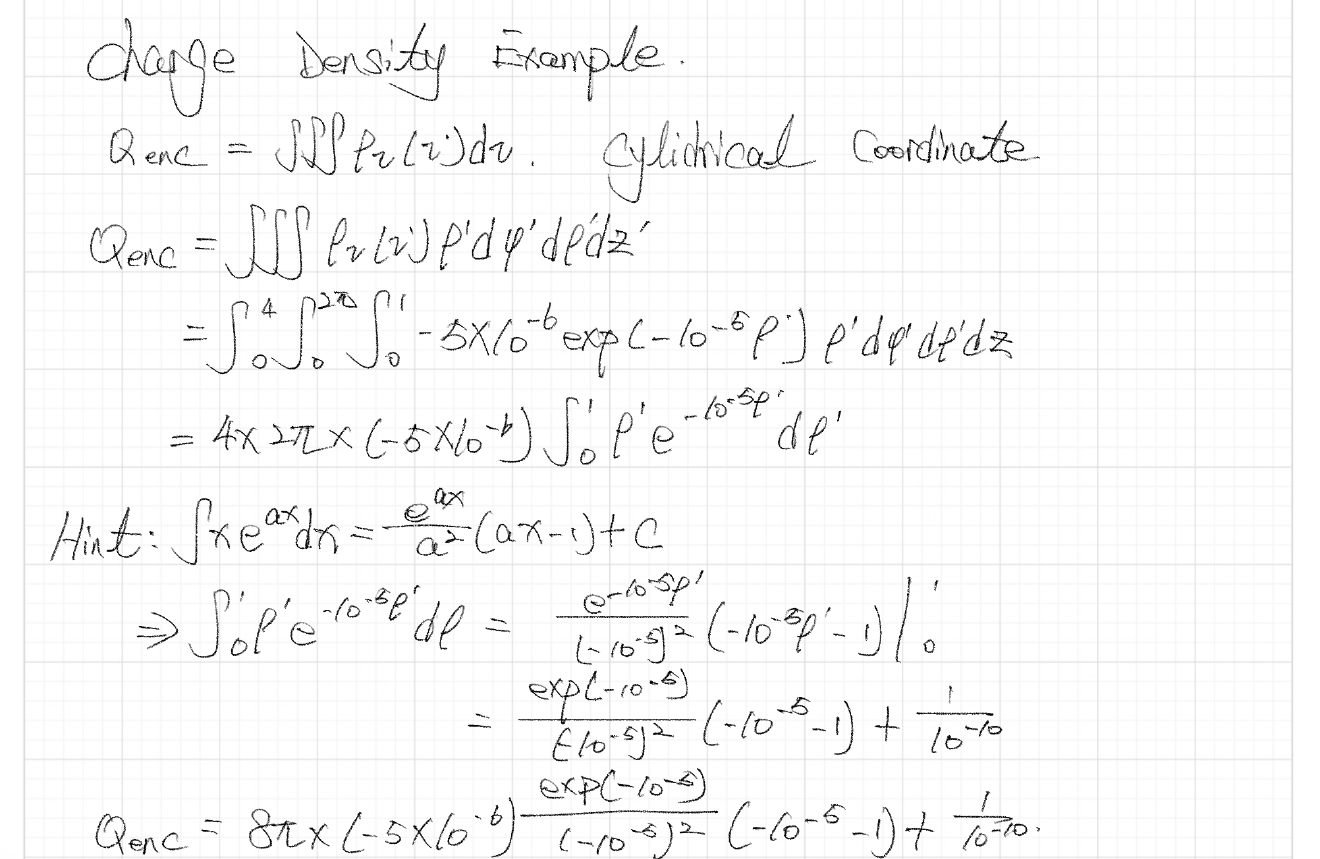 Charge Density Example.
Qenc = ∭ ρv(r') dv. Cylidrical Coordinate
Qenc = ∭ ρv(r') ρ'dφ'dρ'dz'
= ∫₀⁴ ∫₀^2π ∫₀¹ -5×10^-6 exp(-10^-5 ρ') ρ'dφ'dρ'dz
= 4×2π×(-5×10^-6) ∫₀¹ ρ'e^(-10^-5ρ') dρ'
Hint: ∫xe^(ax)dx = e^(ax)/a² (ax-1)+C
⇒ ∫₀¹ ρ'e^(-10^-5ρ') dρ = e^(-10^-5ρ')/(-10^-5)² (-10^-5ρ'-1)|₀¹
= exp(-10^-5)/(-10^-5)² (-10^-5-1) + 1/10^-10
Qenc = 8π×(-5×10^-6) exp(-10^-5)/(-10^-5)² (-10^-5-1)+ 1/10^-10.